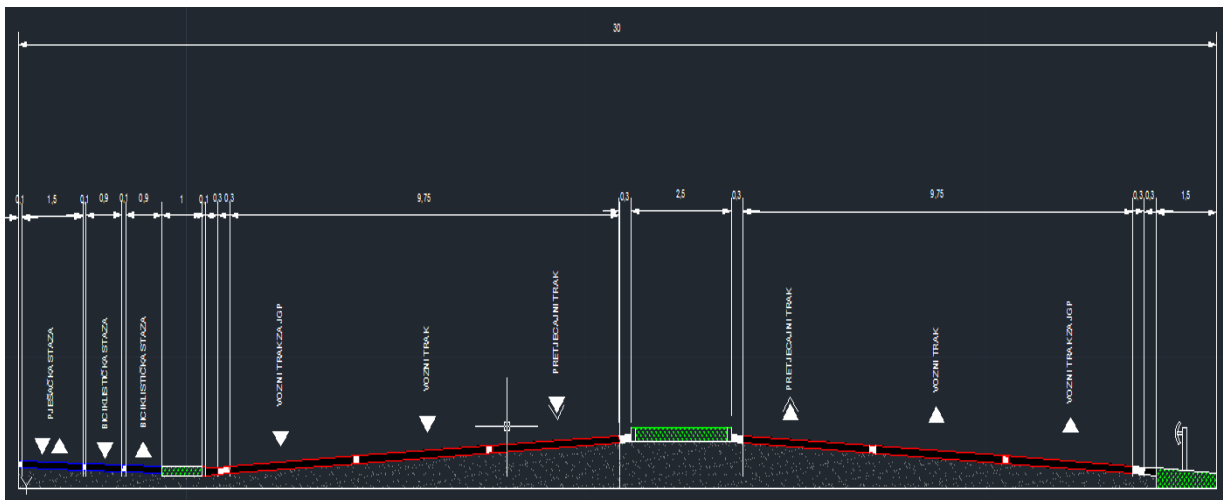 30
0,1 1,5 0,1 0,9 0,1 0,9 1 0,1 0,3 0,3 9,75 0,3 2,5 0,3 9,75 0,3 0,3 1,5
PJEŠAČKA STAZA
BICIKLISTIČKA STAZA
BICIKLISTIČKA STAZA
VOZNI TRAK ZA JGP
VOZNI TRAK
PRETJECAJNI TRAK
PRETJECAJNI TRAK
VOZNI TRAK
VOZNI TRAK ZA JGP